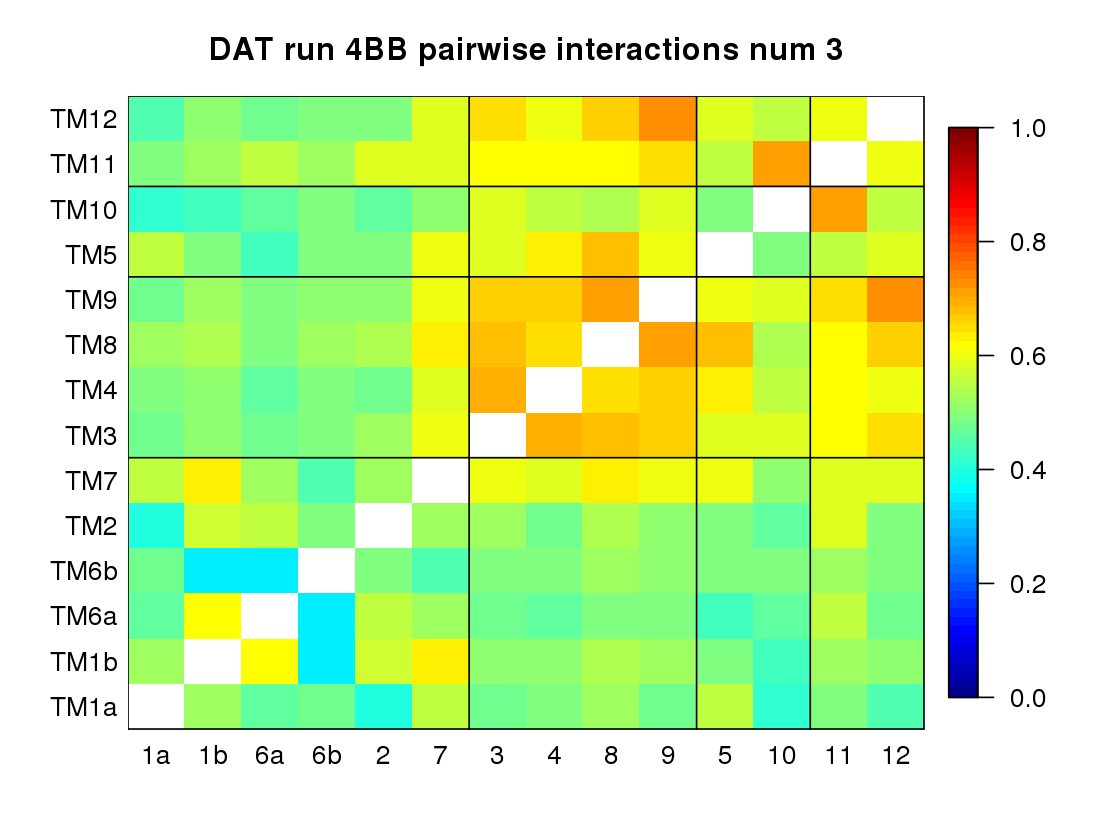 DAT run 4BB pairwise interactions num 3
TM12
TM11
TM10
TM5
TM9
TM8
TM4
TM3
TM7
TM2
TM6b
TM6a
TM1b
TM1a
1a 1b 6a 6b 2 7 3 4 8 9 5 10 11 12
1.0
0.8
0.6
0.4
0.2
0.0